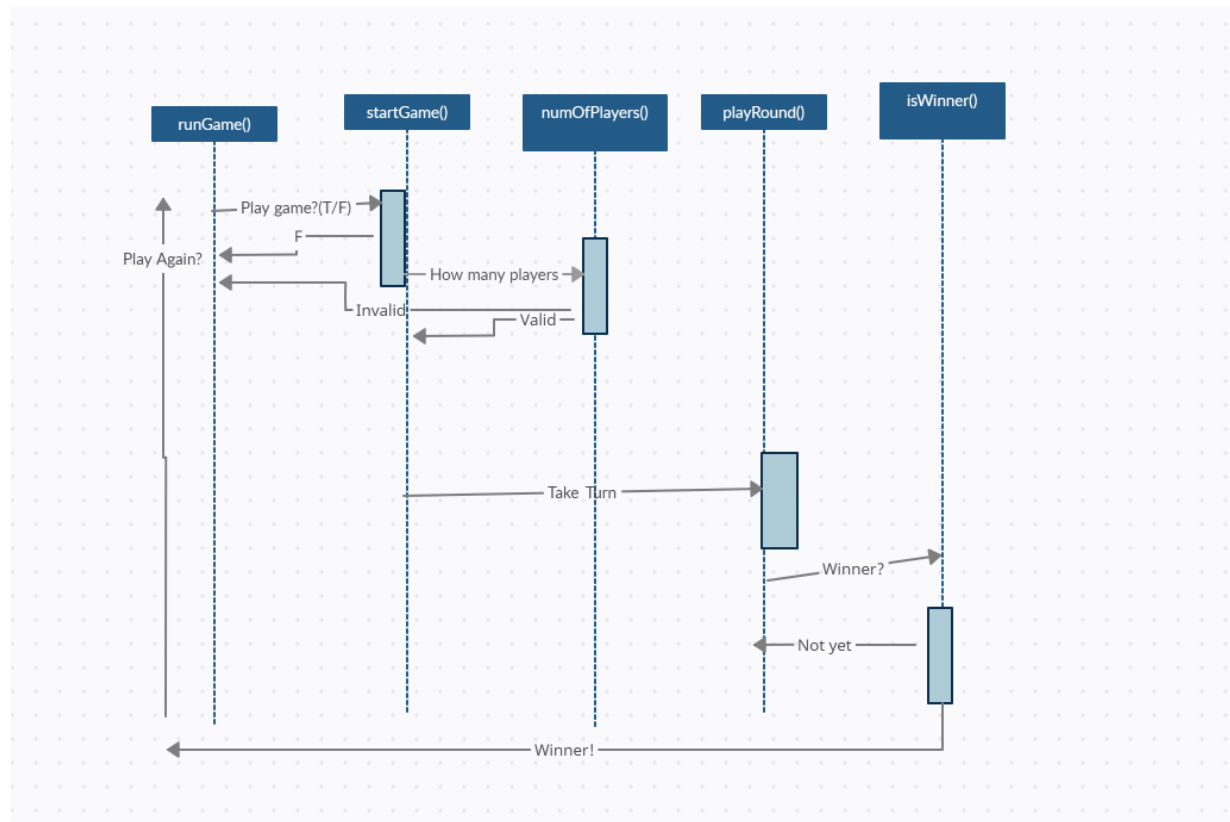 runGame()
startGame()
numOfPlayers()
playRound()
isWinner()
Play game?(T/F)
F
Play Again?
How many players
Invalid
Valid
Take Turn
Winner?
Not yet
Winner!